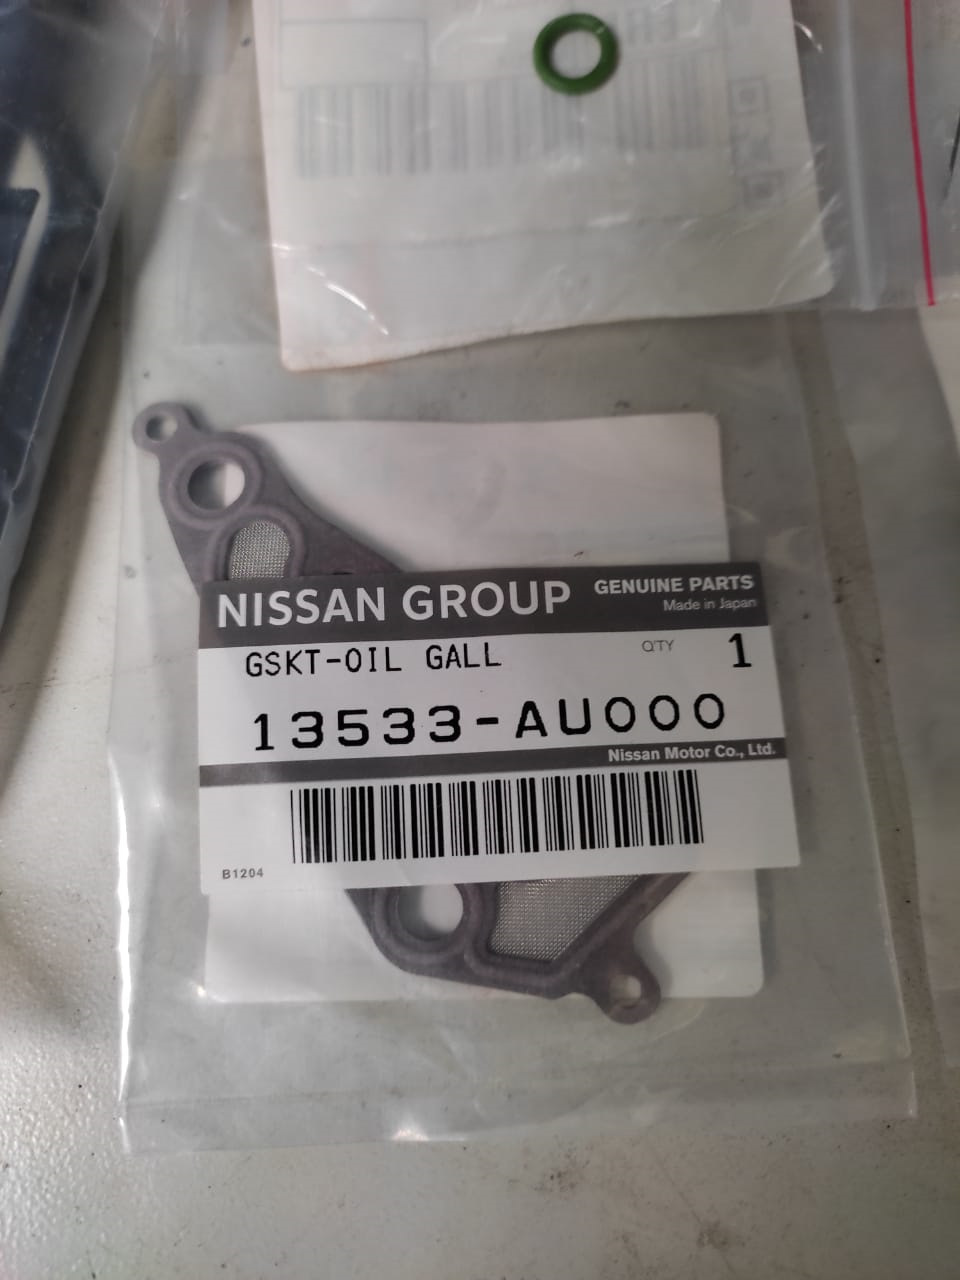 NISSAN GROUP
GENUINE PARTS
Made in Japan
GSKT-OIL GALL
Q'TY 1
13533-AU000
Nissan Motor Co., Ltd.
B1204